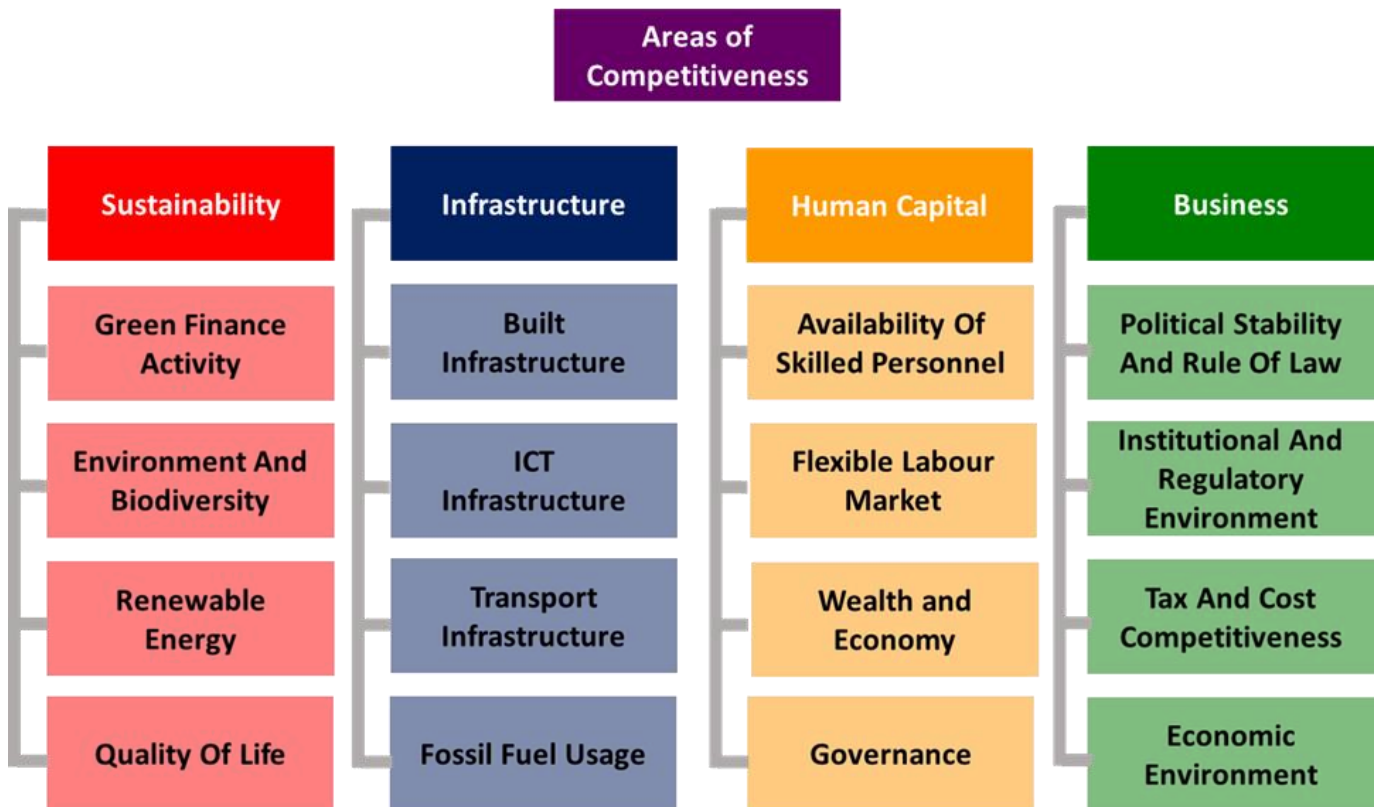 Areas of
Competitiveness
Sustainability
Green Finance
Activity
Environment And
Biodiversity
Renewable
Energy
Quality Of Life
Infrastructure
Built
Infrastructure
ICT
Infrastructure
Transport
Infrastructure
Fossil Fuel Usage
Human Capital
Availability Of
Skilled Personnel
Flexible Labour
Market
Wealth and
Economy
Governance
Business
Political Stability
And Rule Of Law
Institutional And
Regulatory
Environment
Tax And Cost
Competitiveness
Economic
Environment